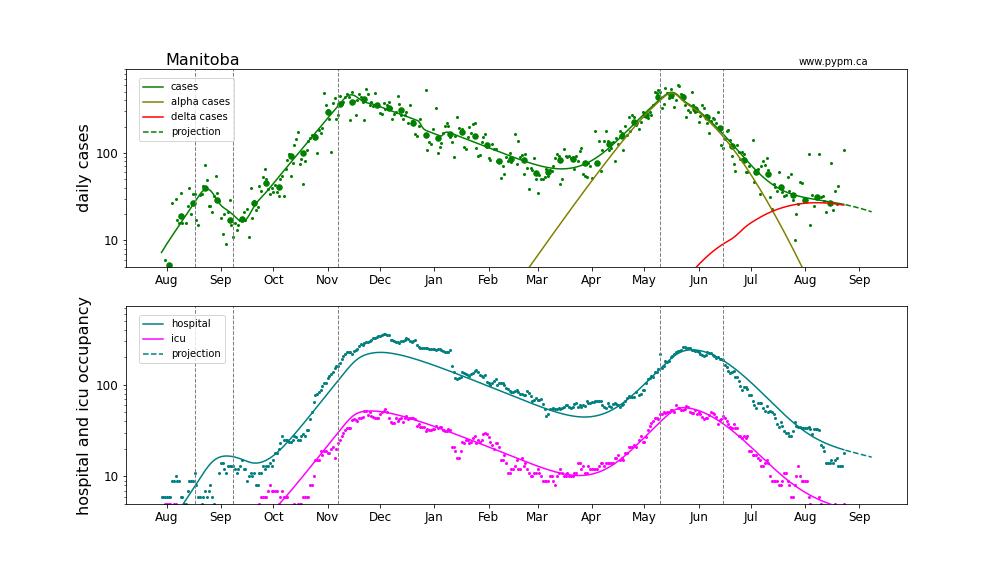 Manitoba
www.pypm.ca
daily cases
cases
alpha cases
delta cases
projection
100
10
Aug Sep Oct Nov Dec Jan Feb Mar Apr May Jun Jul Aug Sep
hospital and icu occupancy
hospital
icu
projection
100
10
Aug Sep Oct Nov Dec Jan Feb Mar Apr May Jun Jul Aug Sep